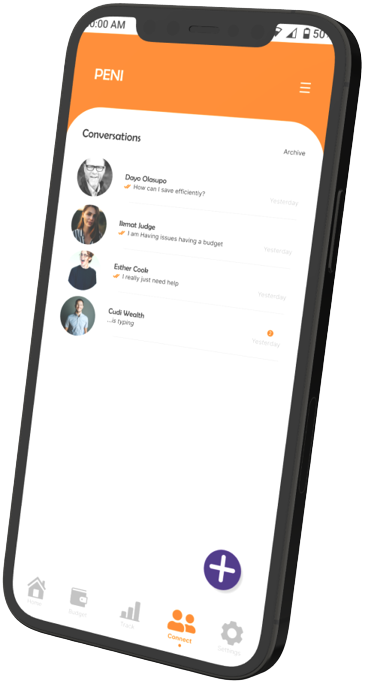 0:00 AM
50
PENI
Conversations
Archive
Dayo Olasupo
How can I save efficiently?
Yesterday
Ikmat Judge
I am Having issues having a budget
Yesterday
Esther Cook
I really just need help
Yesterday
Cudi Wealth
...is typing
Yesterday
Home
Budget
Track
Connect
Settings